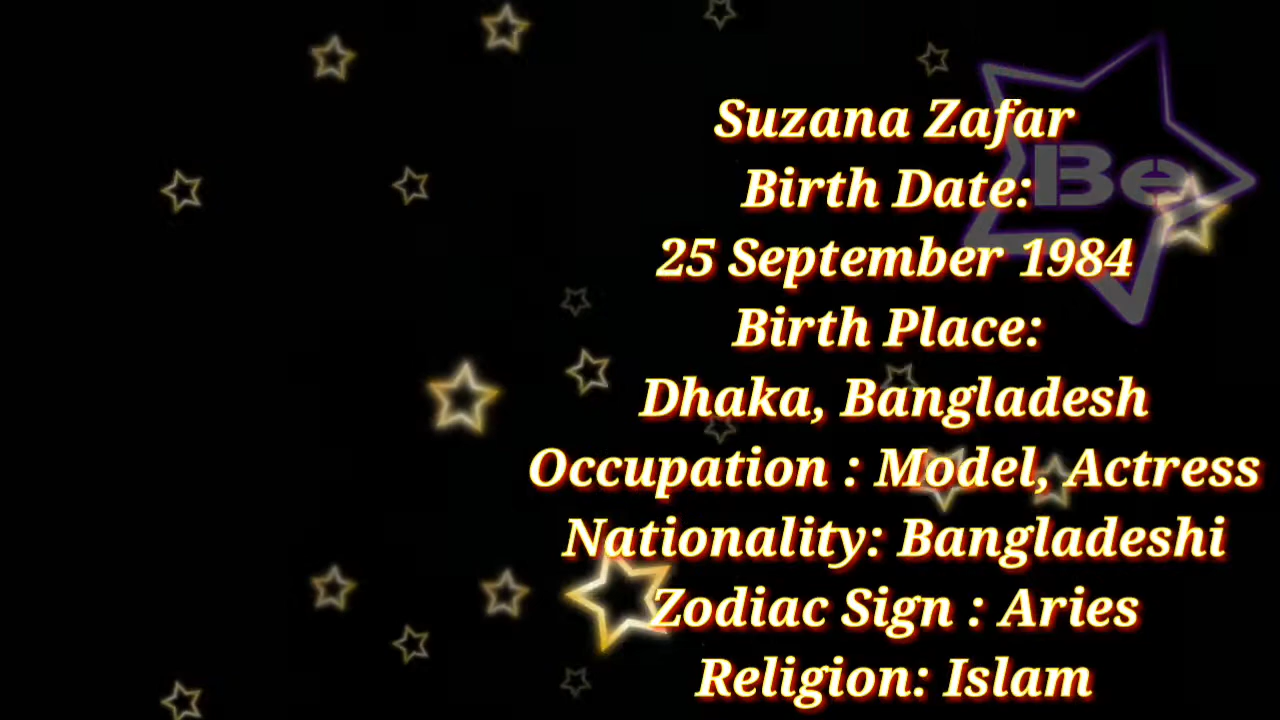 Suzana Zafar
Be
Birth Date:
25 September 1984
Birth Place:
Dhaka, Bangladesh
Occupation : Model, Actress
Nationality: Bangladeshi
Zodiac Sign : Aries
Religion: Islam